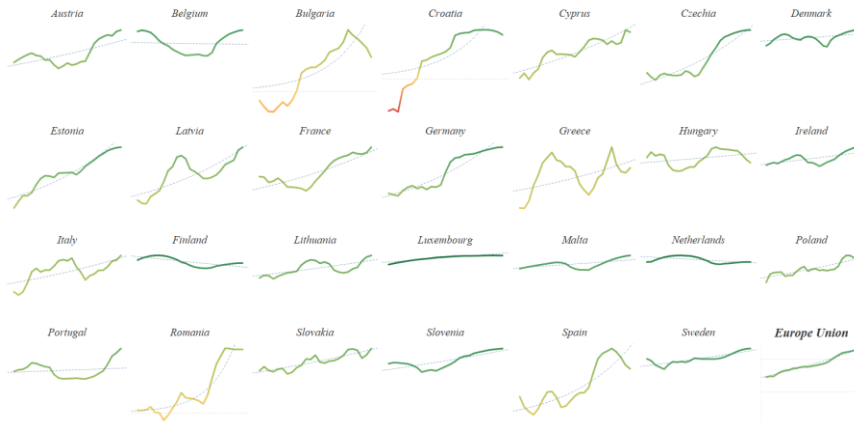 Austria
Belgium
Bulgaria
Croatia
Cyprus
Czechia
Denmark
Estonia
Latvia
France
Germany
Greece
Hungary
Ireland
Italy
Finland
Lithuania
Luxembourg
Malta
Netherlands
Poland
Portugal
Romania
Slovakia
Slovenia
Spain
Sweden
Europe Union